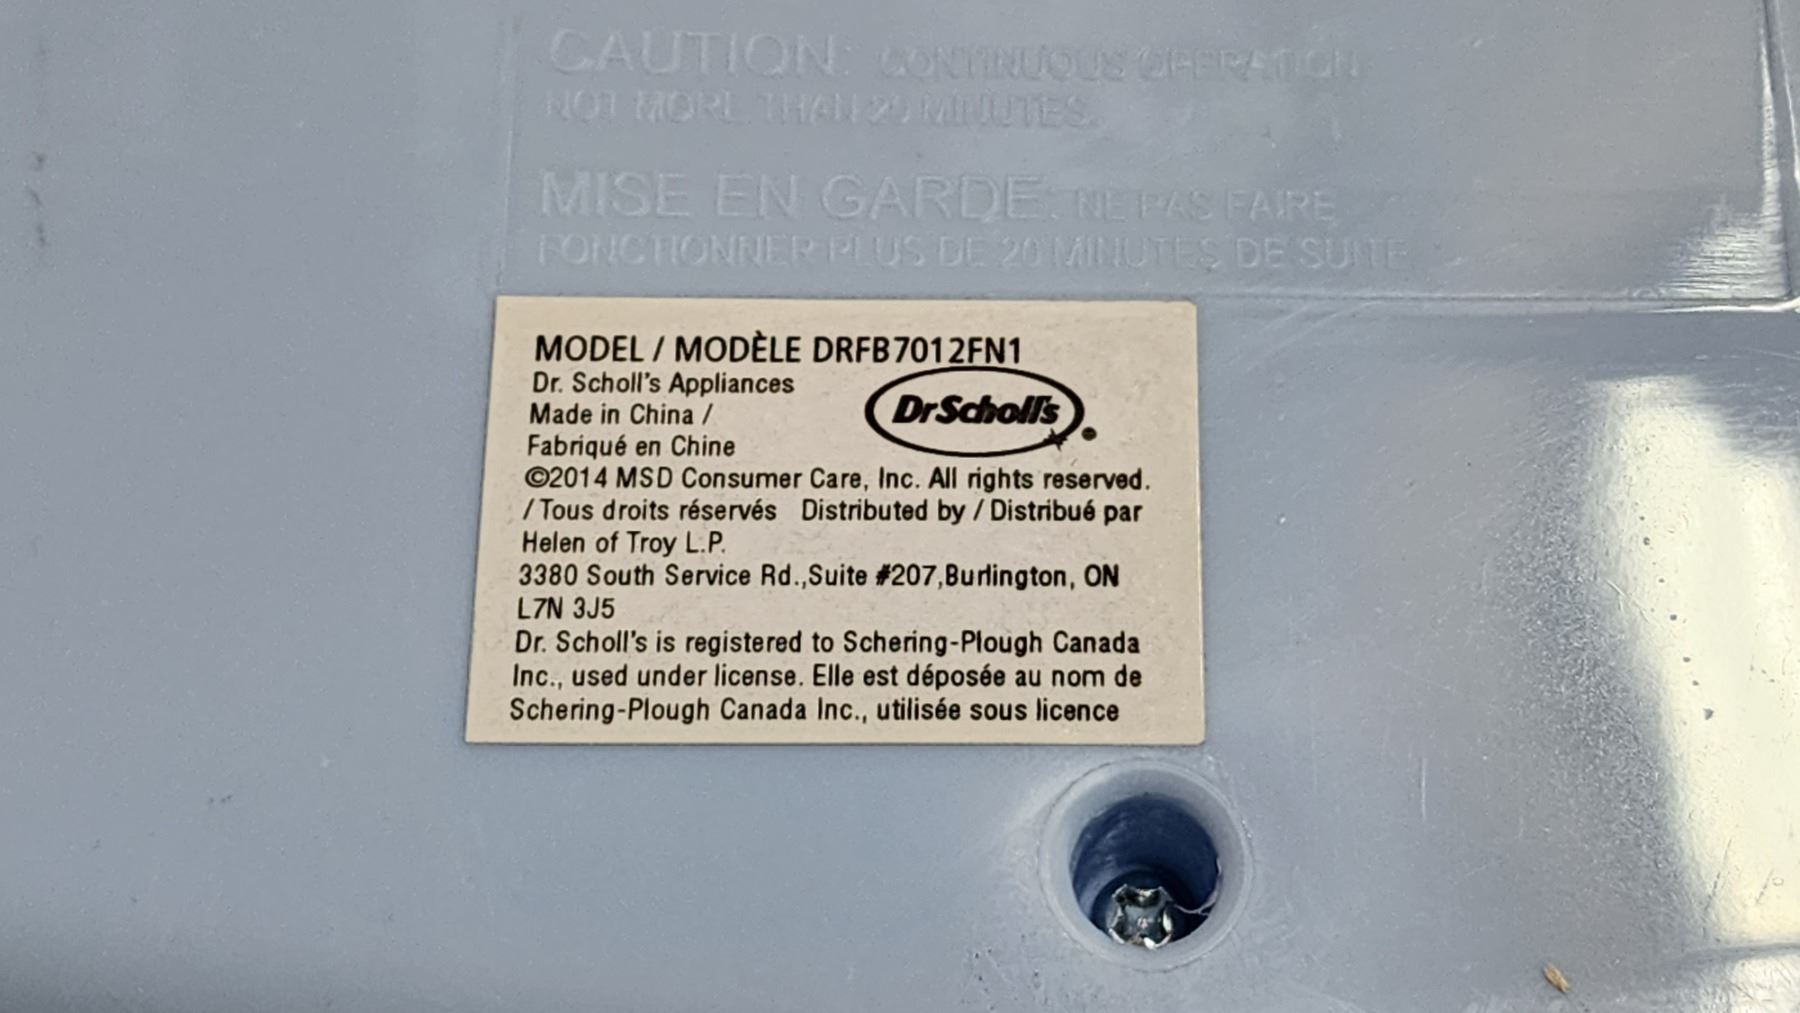 CAUTION: CONTINUOUS OPERATION
NOT MORE THAN 20 MINUTES.
MISE EN GARDE: NE PAS FAIRE
FONCTIONNER PLUS DE 20 MINUTES DE SUITE
MODEL / MODÈLE DRFB7012FN1
Dr. Scholl's Appliances
Made in China /
Fabriqué en Chine
Dr Scholl's
©2014 MSD Consumer Care, Inc. All rights reserved.
/ Tous droits réservés Distributed by / Distribué par
Helen of Troy L.P.
3380 South Service Rd.,Suite #207,Burlington, ON
L7N 3J5
Dr. Scholl's is registered to Schering-Plough Canada
Inc., used under license. Elle est déposée au nom de
Schering-Plough Canada Inc., utilisée sous licence